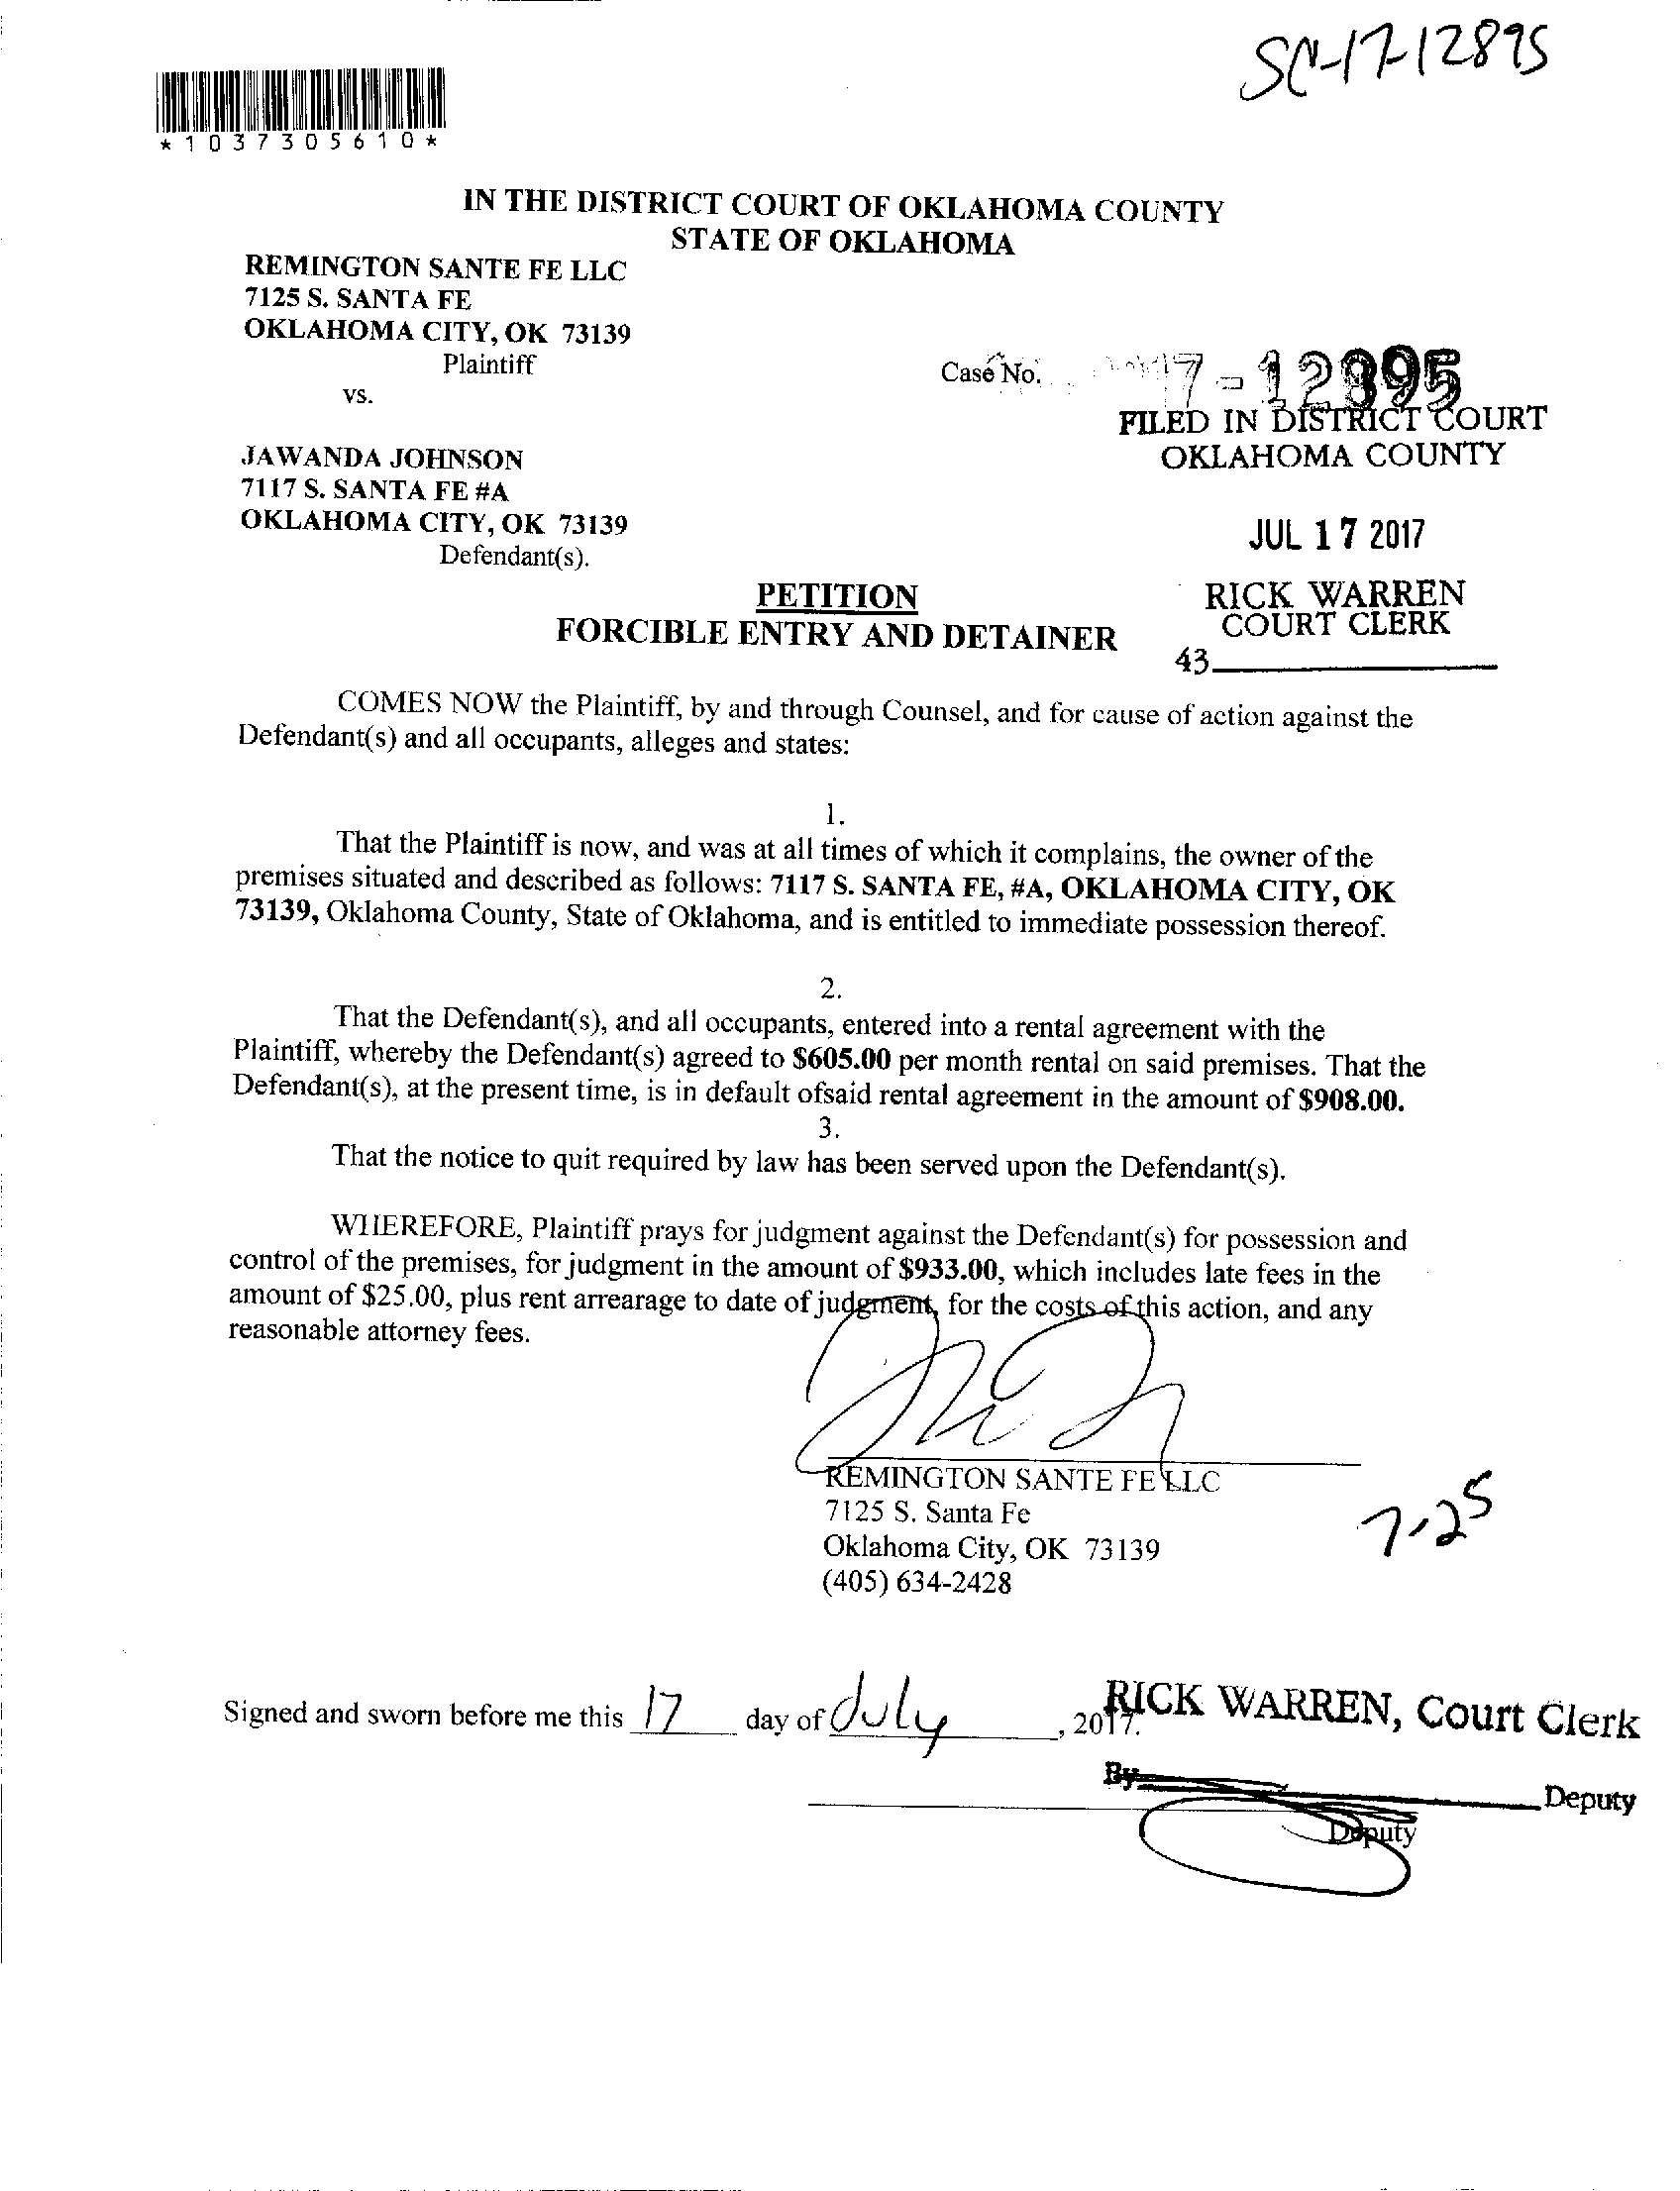 SC-17-12895
*1037305610*
IN THE DISTRICT COURT OF OKLAHOMA COUNTY
STATE OF OKLAHOMA
REMINGTON SANTE FE LLC
7125 S. SANTA FE
OKLAHOMA CITY, OK 73139
Plaintiff
vs.
Case No. 17-12895
FILED IN DISTRICT COURT
OKLAHOMA COUNTY
JAWANDA JOHNSON
7117 S. SANTA FE #A
OKLAHOMA CITY, OK 73139
Defendant(s).
JUL 17 2017
RICK WARREN
COURT CLERK
43
PETITION
FORCIBLE ENTRY AND DETAINER
COMES NOW the Plaintiff, by and through Counsel, and for cause of action against the
Defendant(s) and all occupants, alleges and states:
1.
That the Plaintiff is now, and was at all times of which it complains, the owner of the
premises situated and described as follows: 7117 S. SANTA FE, #A, OKLAHOMA CITY, OK
73139, Oklahoma County, State of Oklahoma, and is entitled to immediate possession thereof.
2.
That the Defendant(s), and all occupants, entered into a rental agreement with the
Plaintiff, whereby the Defendant(s) agreed to $605.00 per month rental on said premises. That the
Defendant(s), at the present time, is in default ofsaid rental agreement in the amount of $908.00.
3.
That the notice to quit required by law has been served upon the Defendant(s).
WHEREFORE, Plaintiff prays for judgment against the Defendant(s) for possession and
control of the premises, for judgment in the amount of $933.00, which includes late fees in the
amount of $25.00, plus rent arrearage to date of judgment, for the costs of this action, and any
reasonable attorney fees.
REMINGTON SANTE FE LLC
7125 S. Santa Fe
Oklahoma City, OK 73139
(405) 634-2428
7-25
Signed and sworn before me this 17 day of July, 2017.
RICK WARREN, Court Clerk
By Deputy
Deputy